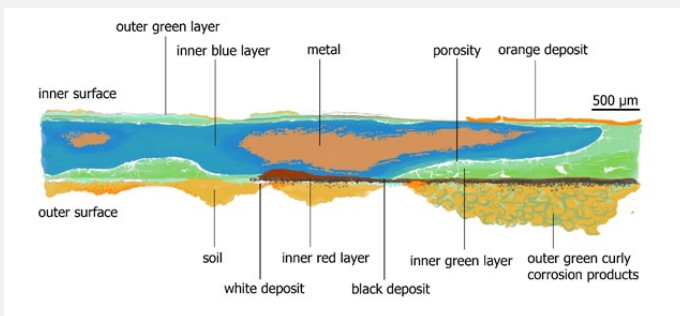 outer green layer
inner blue layer
metal
porosity
orange deposit
inner surface
500 µm
outer surface
soil
inner red layer
inner green layer
outer green curly
corrosion products
white deposit
black deposit